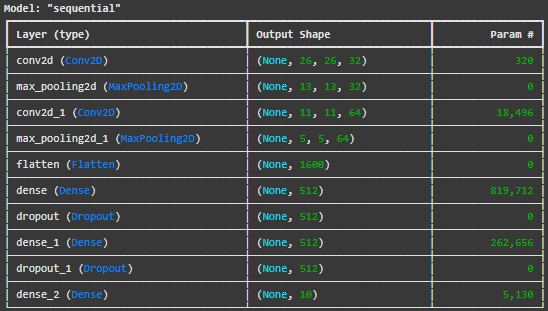 Model: "sequential"
Layer (type) Output Shape Param #
conv2d (Conv2D) (None, 26, 26, 32) 320
max_pooling2d (MaxPooling2D) (None, 13, 13, 32) 0
conv2d_1 (Conv2D) (None, 11, 11, 64) 18,496
max_pooling2d_1 (MaxPooling2D) (None, 5, 5, 64) 0
flatten (Flatten) (None, 1600) 0
dense (Dense) (None, 512) 819,712
dropout (Dropout) (None, 512) 0
dense_1 (Dense) (None, 512) 262,656
dropout_1 (Dropout) (None, 512) 0
dense_2 (Dense) (None, 10) 5,130